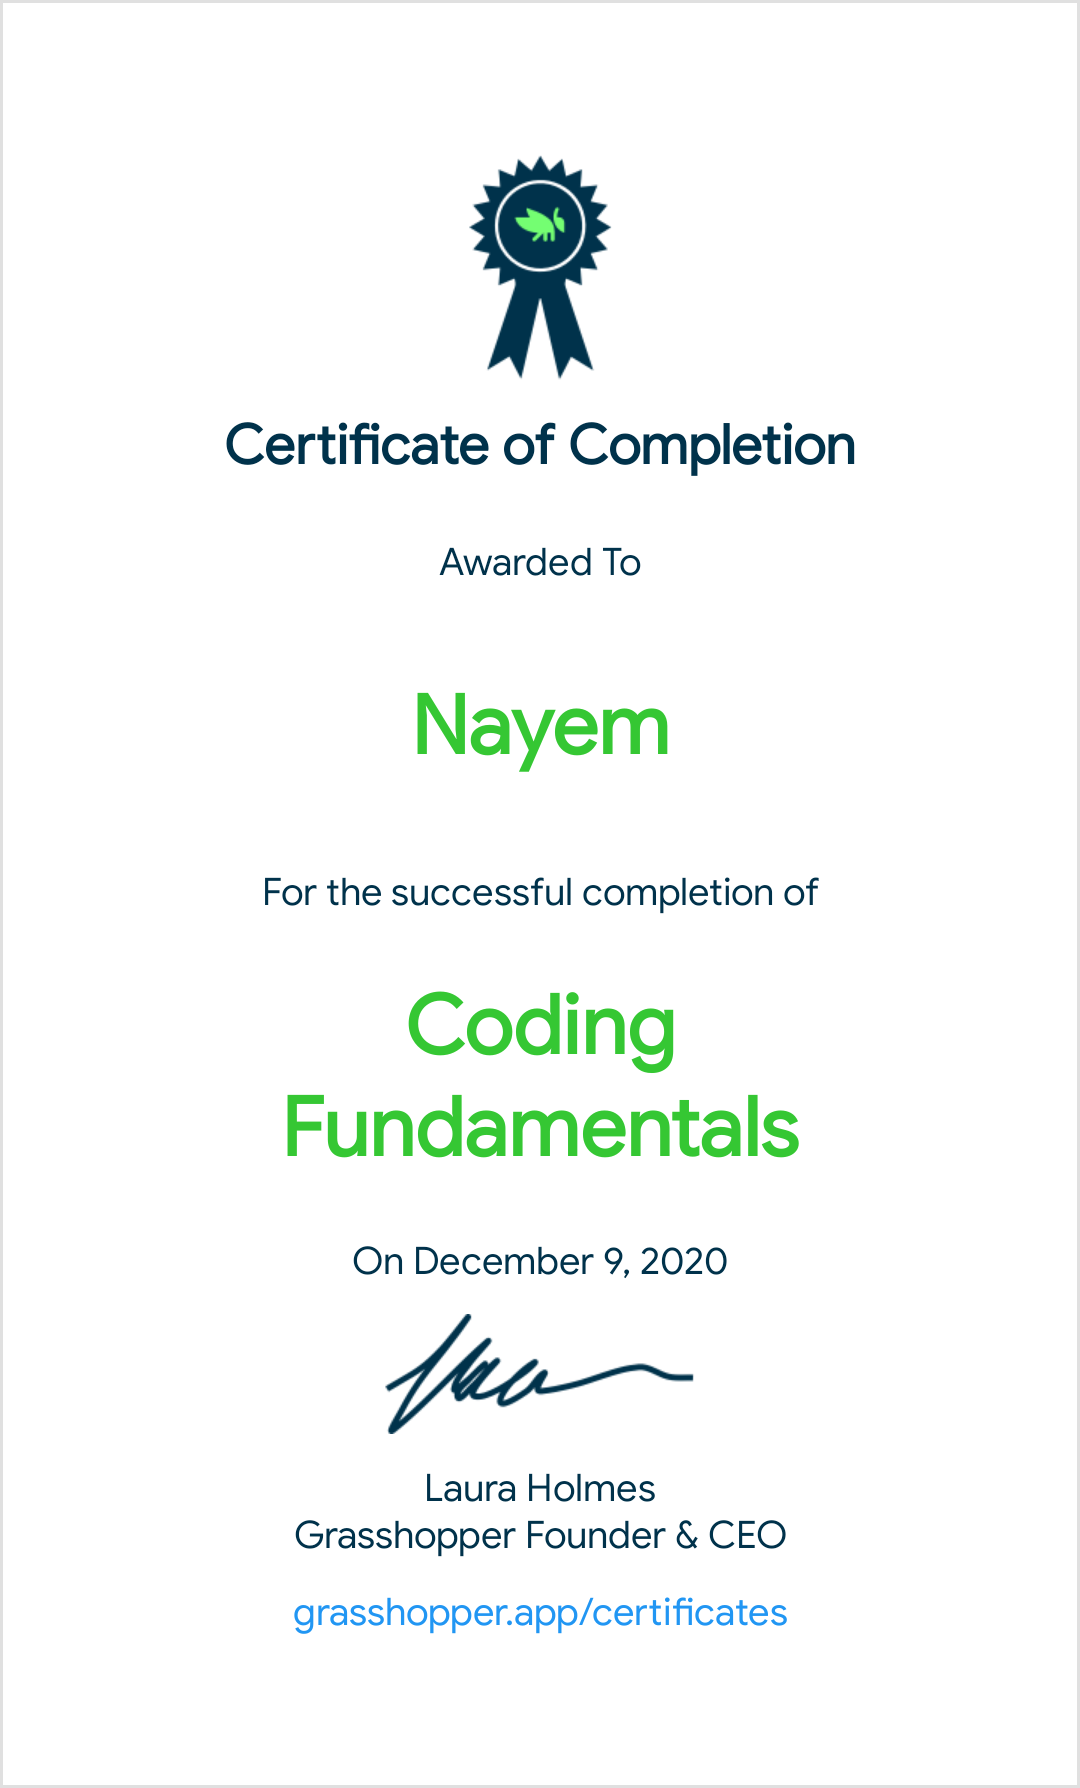 Certificate of Completion
Awarded To
Nayem
For the successful completion of
Coding
Fundamentals
On December 9, 2020
Laura Holmes
Grasshopper Founder & CEO
grasshopper.app/certificates